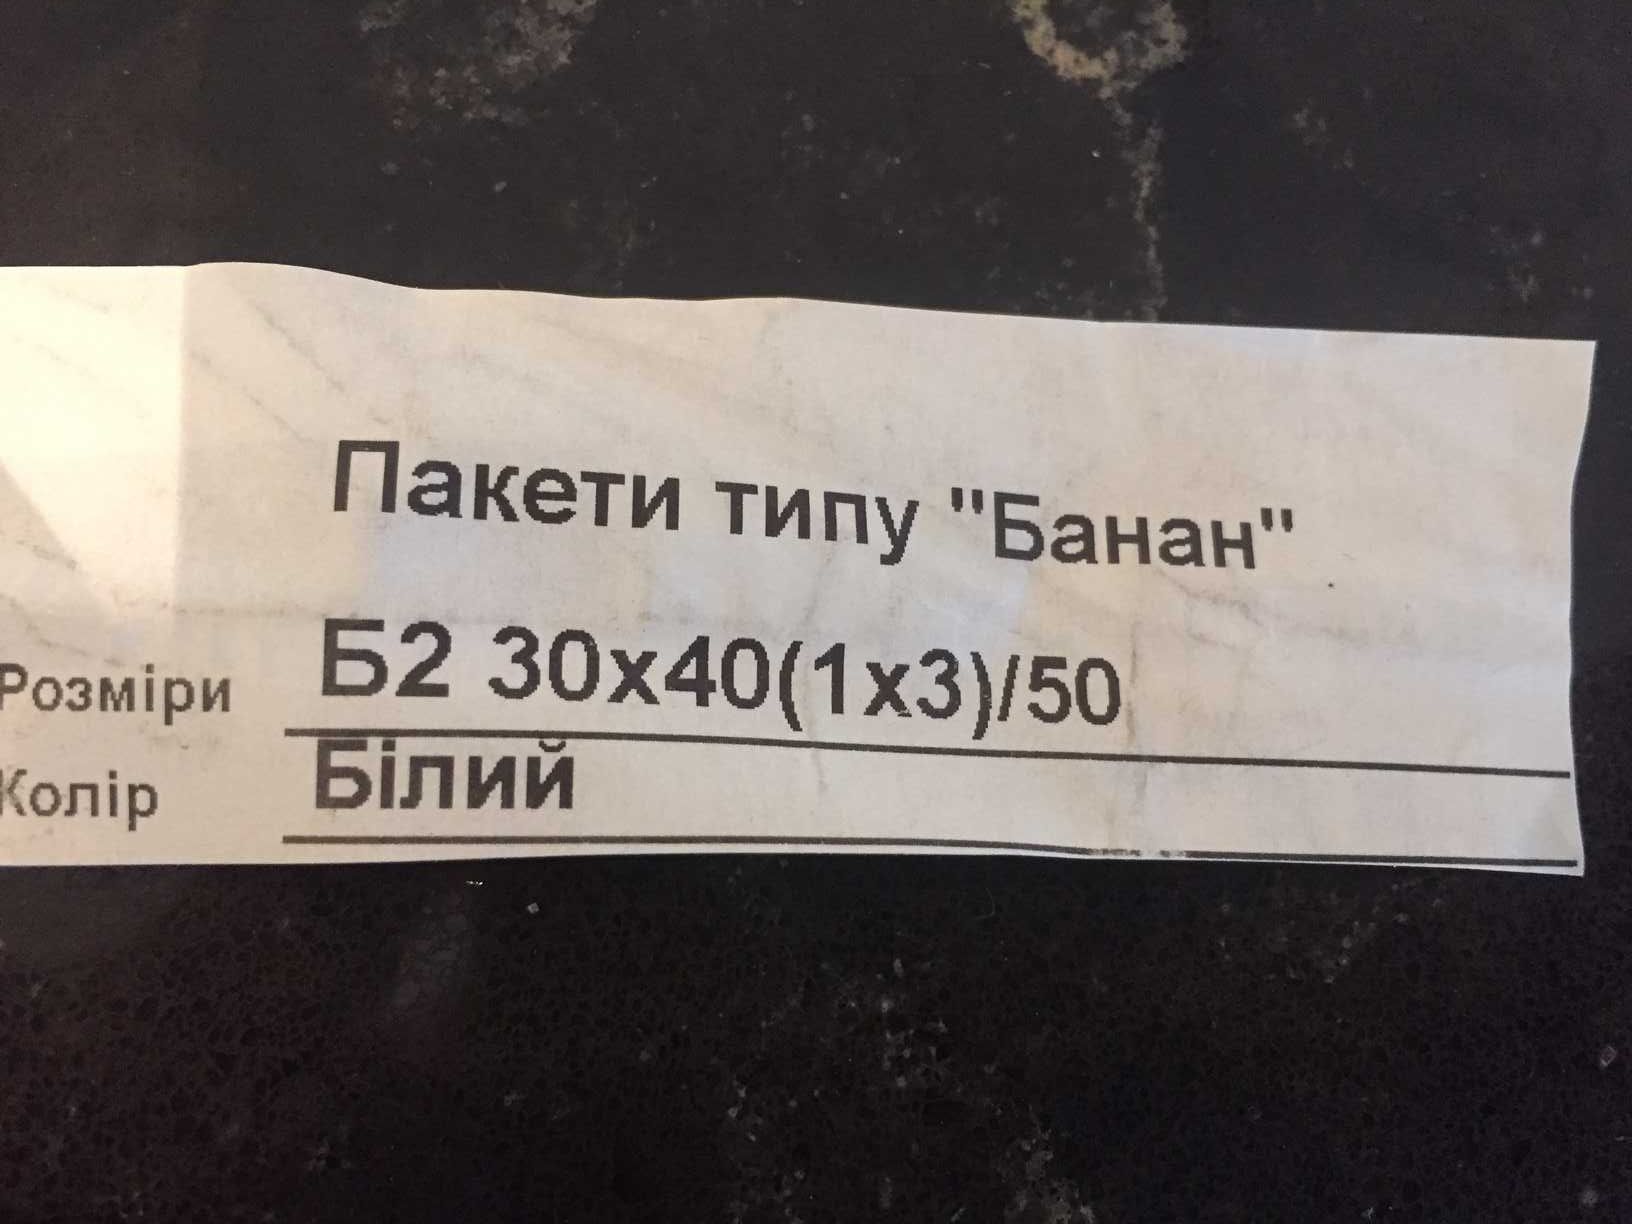 Пакети типу "Банан"
Розміри Б2 30x40(1x3)/50
Колір Білий